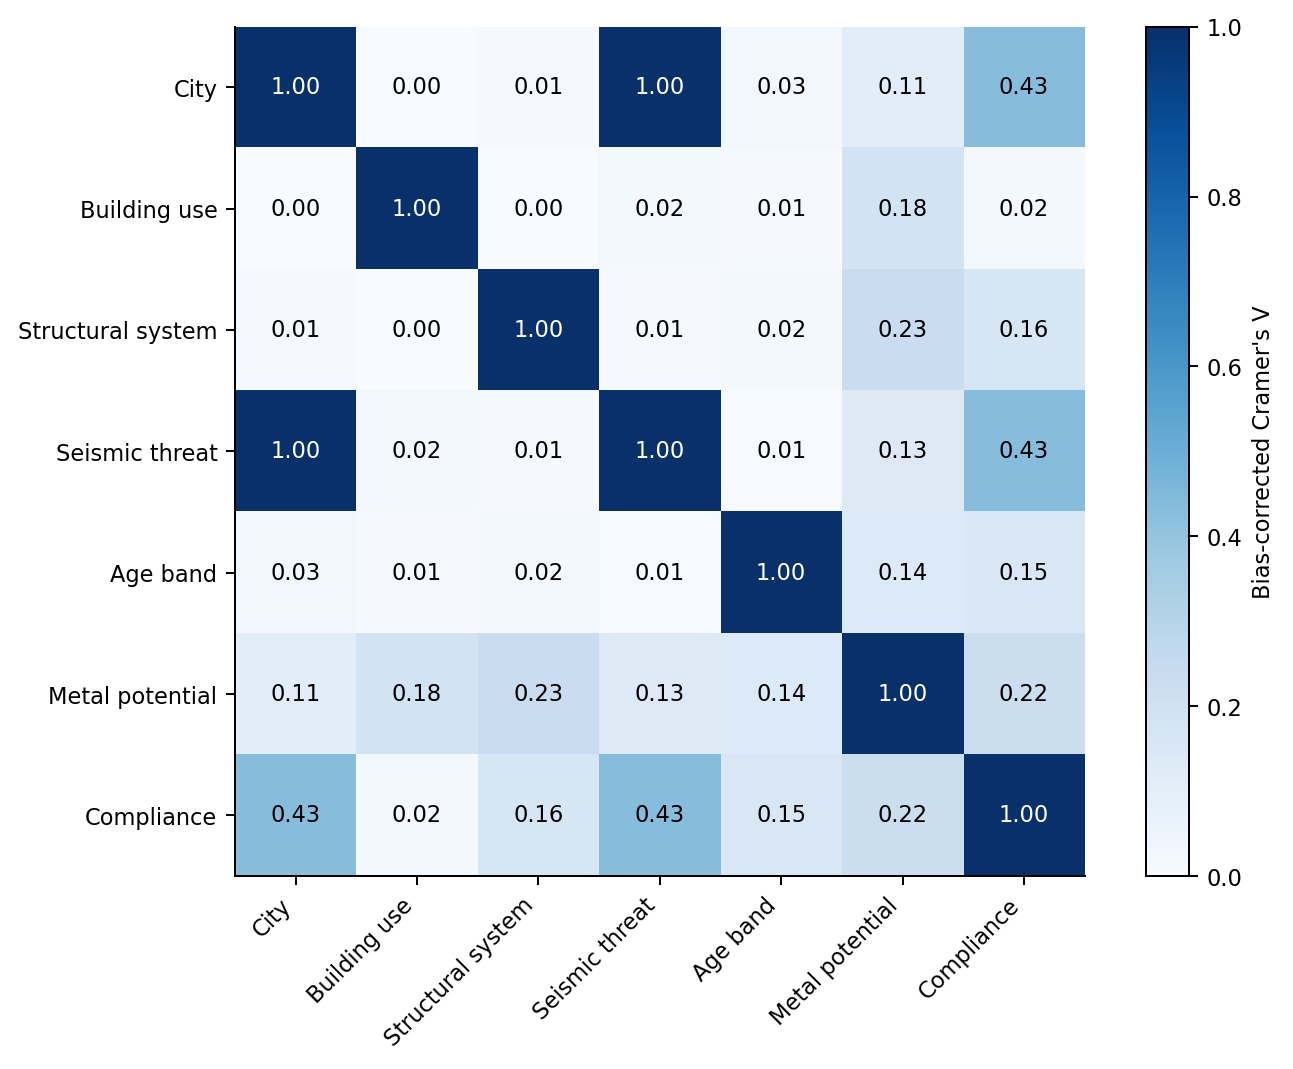 City 1.00 0.00 0.01 1.00 0.03 0.11 0.43
Building use 0.00 1.00 0.00 0.02 0.01 0.18 0.02
Structural system 0.01 0.00 1.00 0.01 0.02 0.23 0.16
Seismic threat 1.00 0.02 0.01 1.00 0.01 0.13 0.43
Age band 0.03 0.01 0.02 0.01 1.00 0.14 0.15
Metal potential 0.11 0.18 0.23 0.13 0.14 1.00 0.22
Compliance 0.43 0.02 0.16 0.43 0.15 0.22 1.00
City
Building use
Structural system
Seismic threat
Age band
Metal potential
Compliance
1.0
0.8
0.6
0.4
0.2
0.0
Bias-corrected Cramer's V